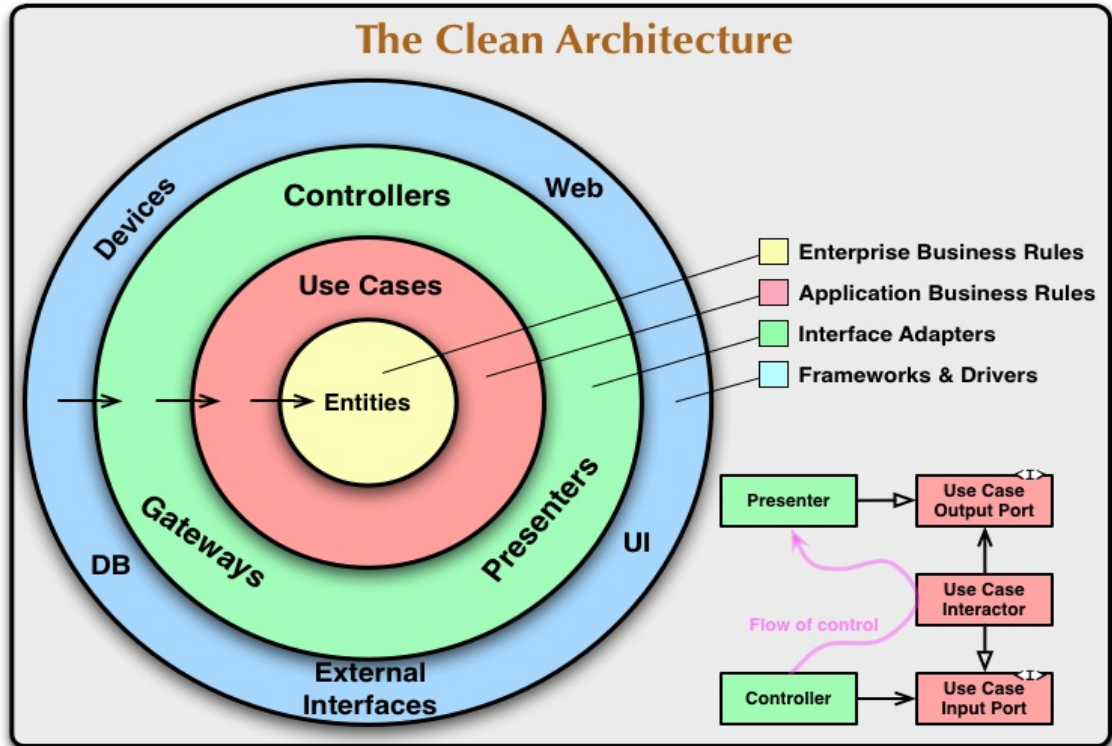 The Clean Architecture
Devices
Controllers
Web
Use Cases
Entities
Gateways
Presenters
DB
UI
External
Interfaces
Enterprise Business Rules
Application Business Rules
Interface Adapters
Frameworks & Drivers
Presenter
<I>
Use Case
Output Port
Use Case
Interactor
Flow of control
Controller
<I>
Use Case
Input Port